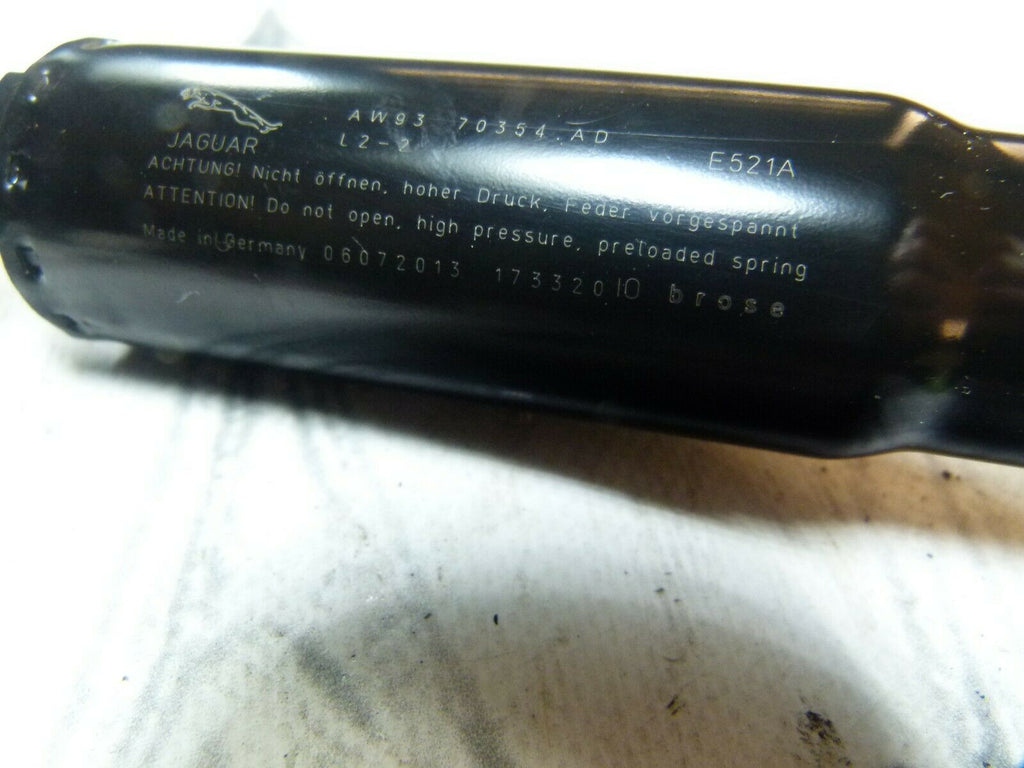 JAGUAR
AW93 70354 AD
L2-
E521A
ACHTUNG! Nicht öffnen, hoher Druck, Feder vorgespannt
ATTENTION! Do not open, high pressure, preloaded spring
Made in Germany 06072013 17332010 brose